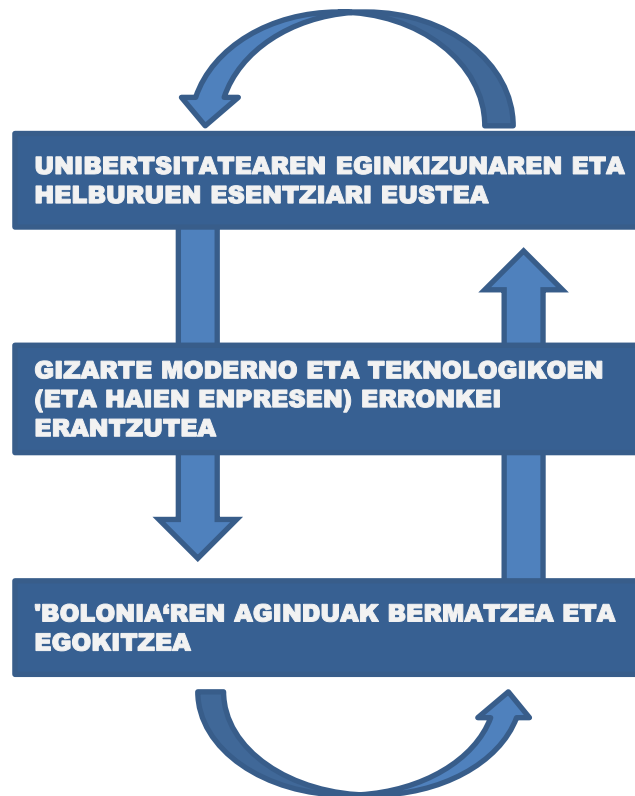 UNIBERTSITATEAREN EGINKIZUNAREN ETA
HELBURUEN ESENTZIARI EUSTEA
GIZARTE MODERNO ETA TEKNOLOGIKOEN
(ETA HAIEN ENPRESEN) ERRONKEI
ERANTZUTEA
'BOLONIA‘REN AGINDUAK BERMATZEA ETA
EGOKITZEA